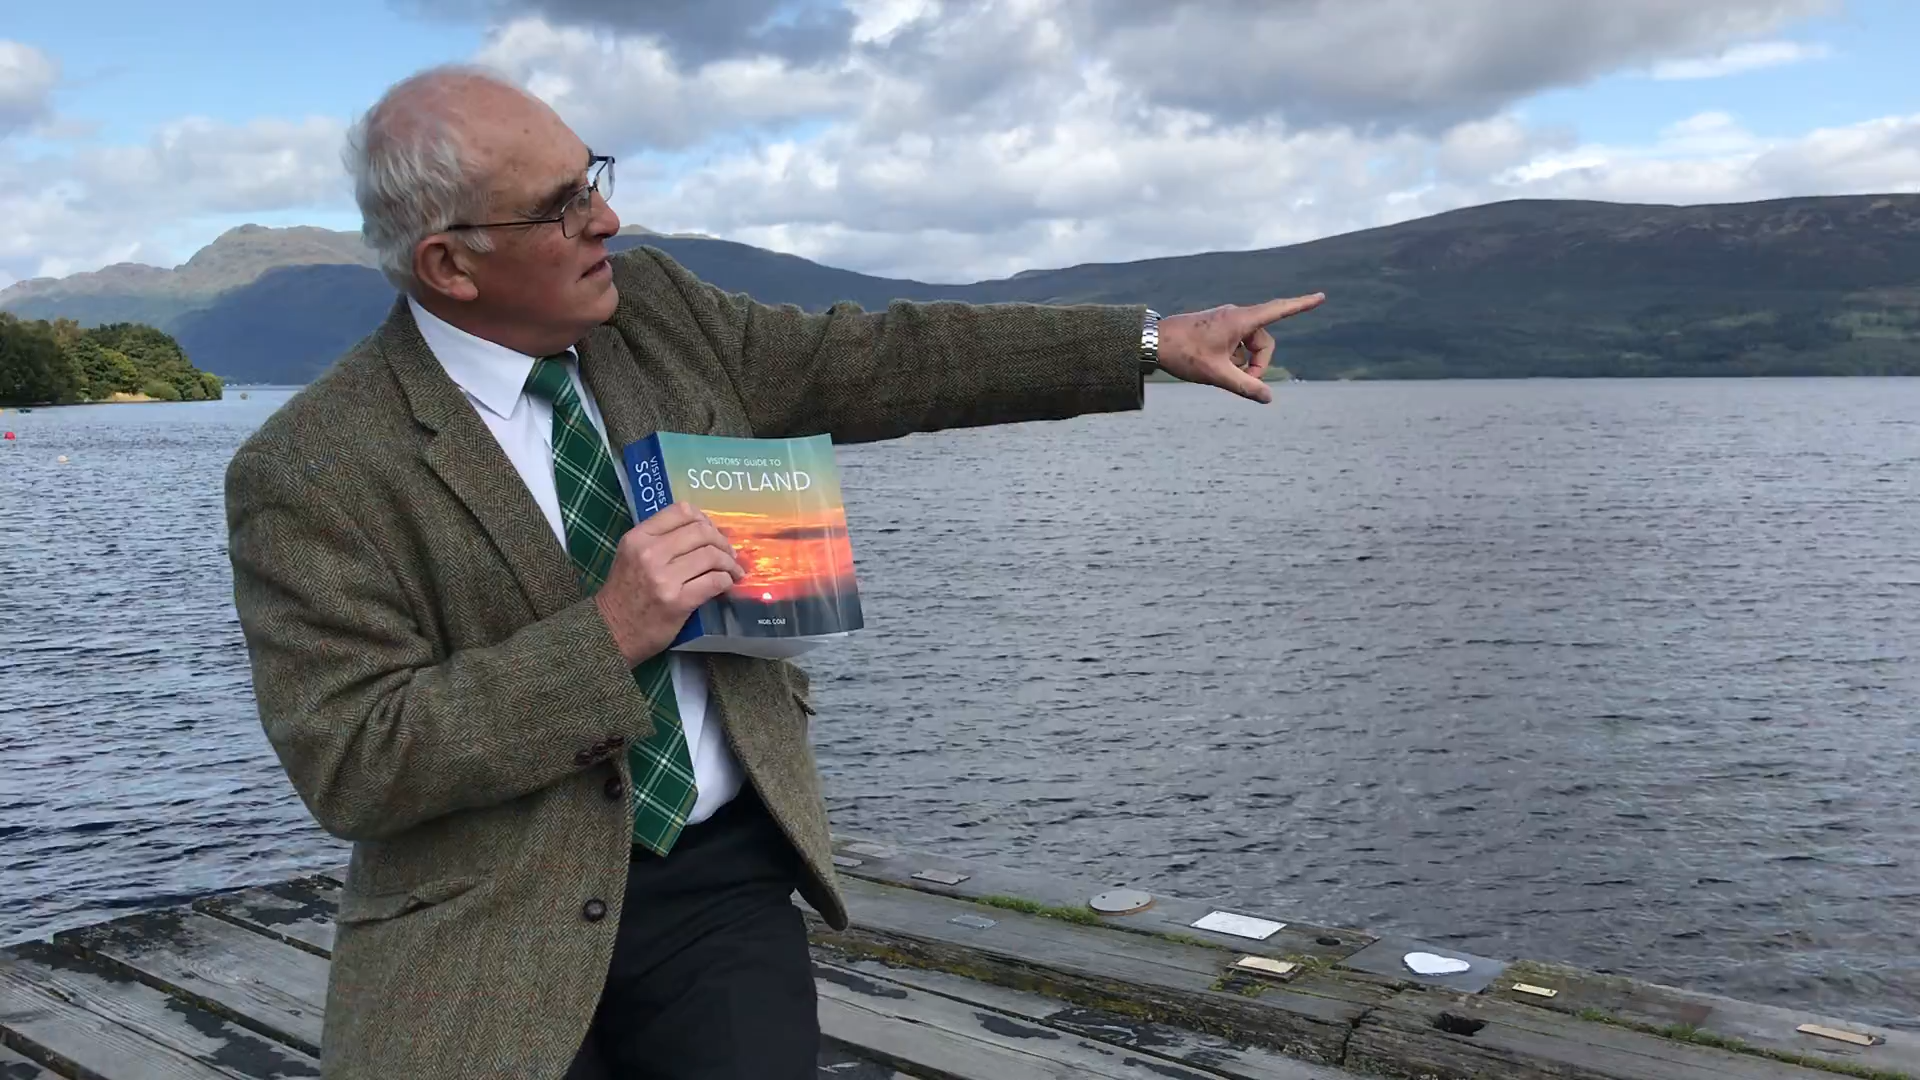 VISITORS' GUIDE TO
SCOTLAND
NIGEL COLE
VISITORS'
SCOT